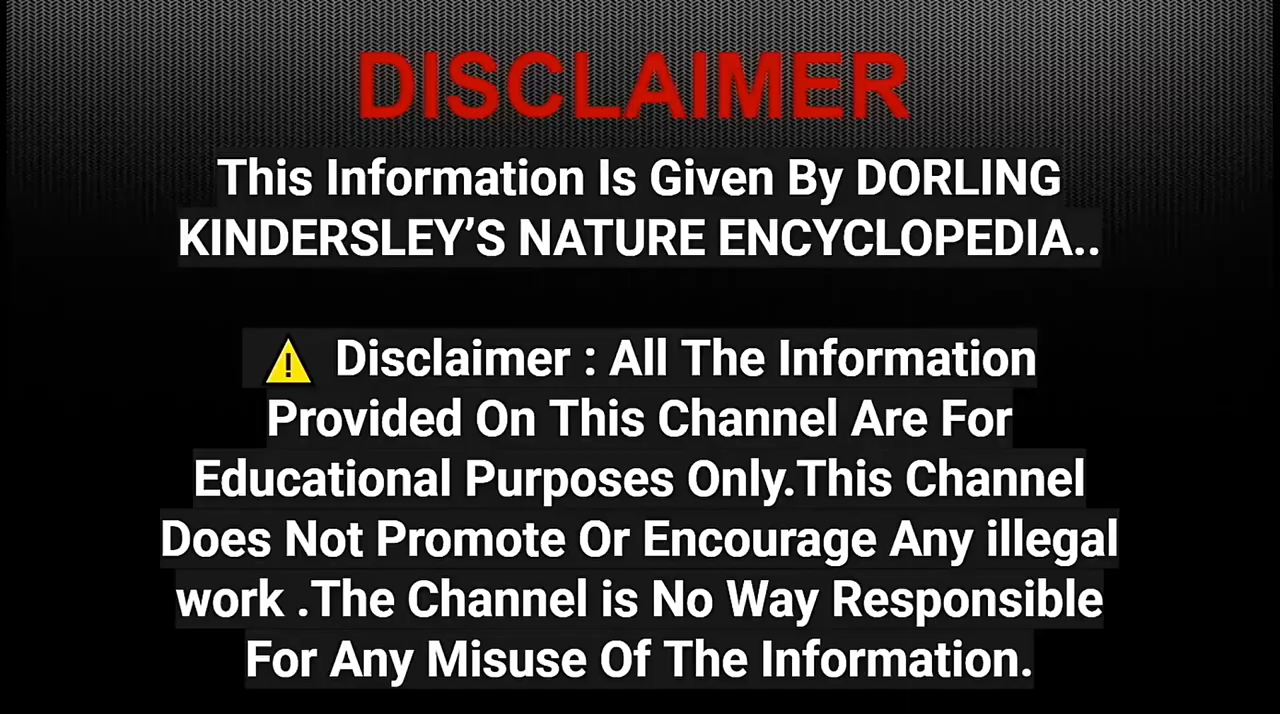 DISCLAIMER
This Information Is Given By DORLING
KINDERSLEY’S NATURE ENCYCLOPEDIA..
⚠ Disclaimer : All The Information
Provided On This Channel Are For
Educational Purposes Only.This Channel
Does Not Promote Or Encourage Any illegal
work .The Channel is No Way Responsible
For Any Misuse Of The Information.